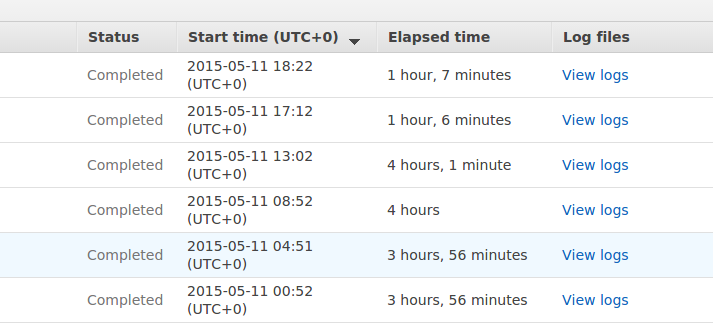 Status Start time (UTC+0) Elapsed time Log files
Completed 2015-05-11 18:22 (UTC+0) 1 hour, 7 minutes View logs
Completed 2015-05-11 17:12 (UTC+0) 1 hour, 6 minutes View logs
Completed 2015-05-11 13:02 (UTC+0) 4 hours, 1 minute View logs
Completed 2015-05-11 08:52 (UTC+0) 4 hours View logs
Completed 2015-05-11 04:51 (UTC+0) 3 hours, 56 minutes View logs
Completed 2015-05-11 00:52 (UTC+0) 3 hours, 56 minutes View logs